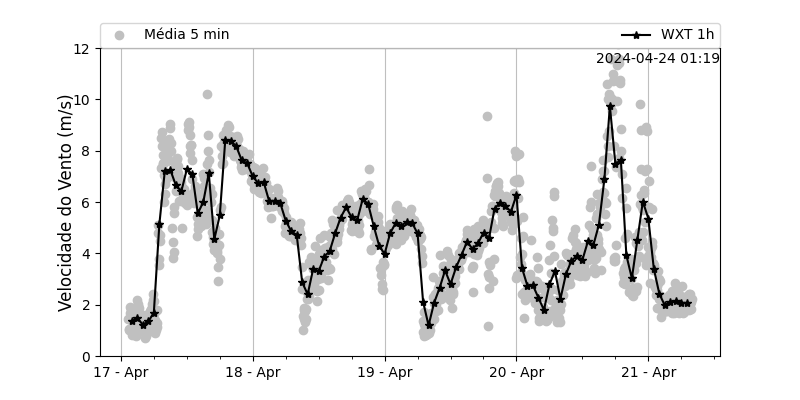 Média 5 min
WXT 1h
2024-04-24 01:19
Velocidade do Vento (m/s)
12
10
8
6
4
2
0
17 - Apr
18 - Apr
19 - Apr
20 - Apr
21 - Apr